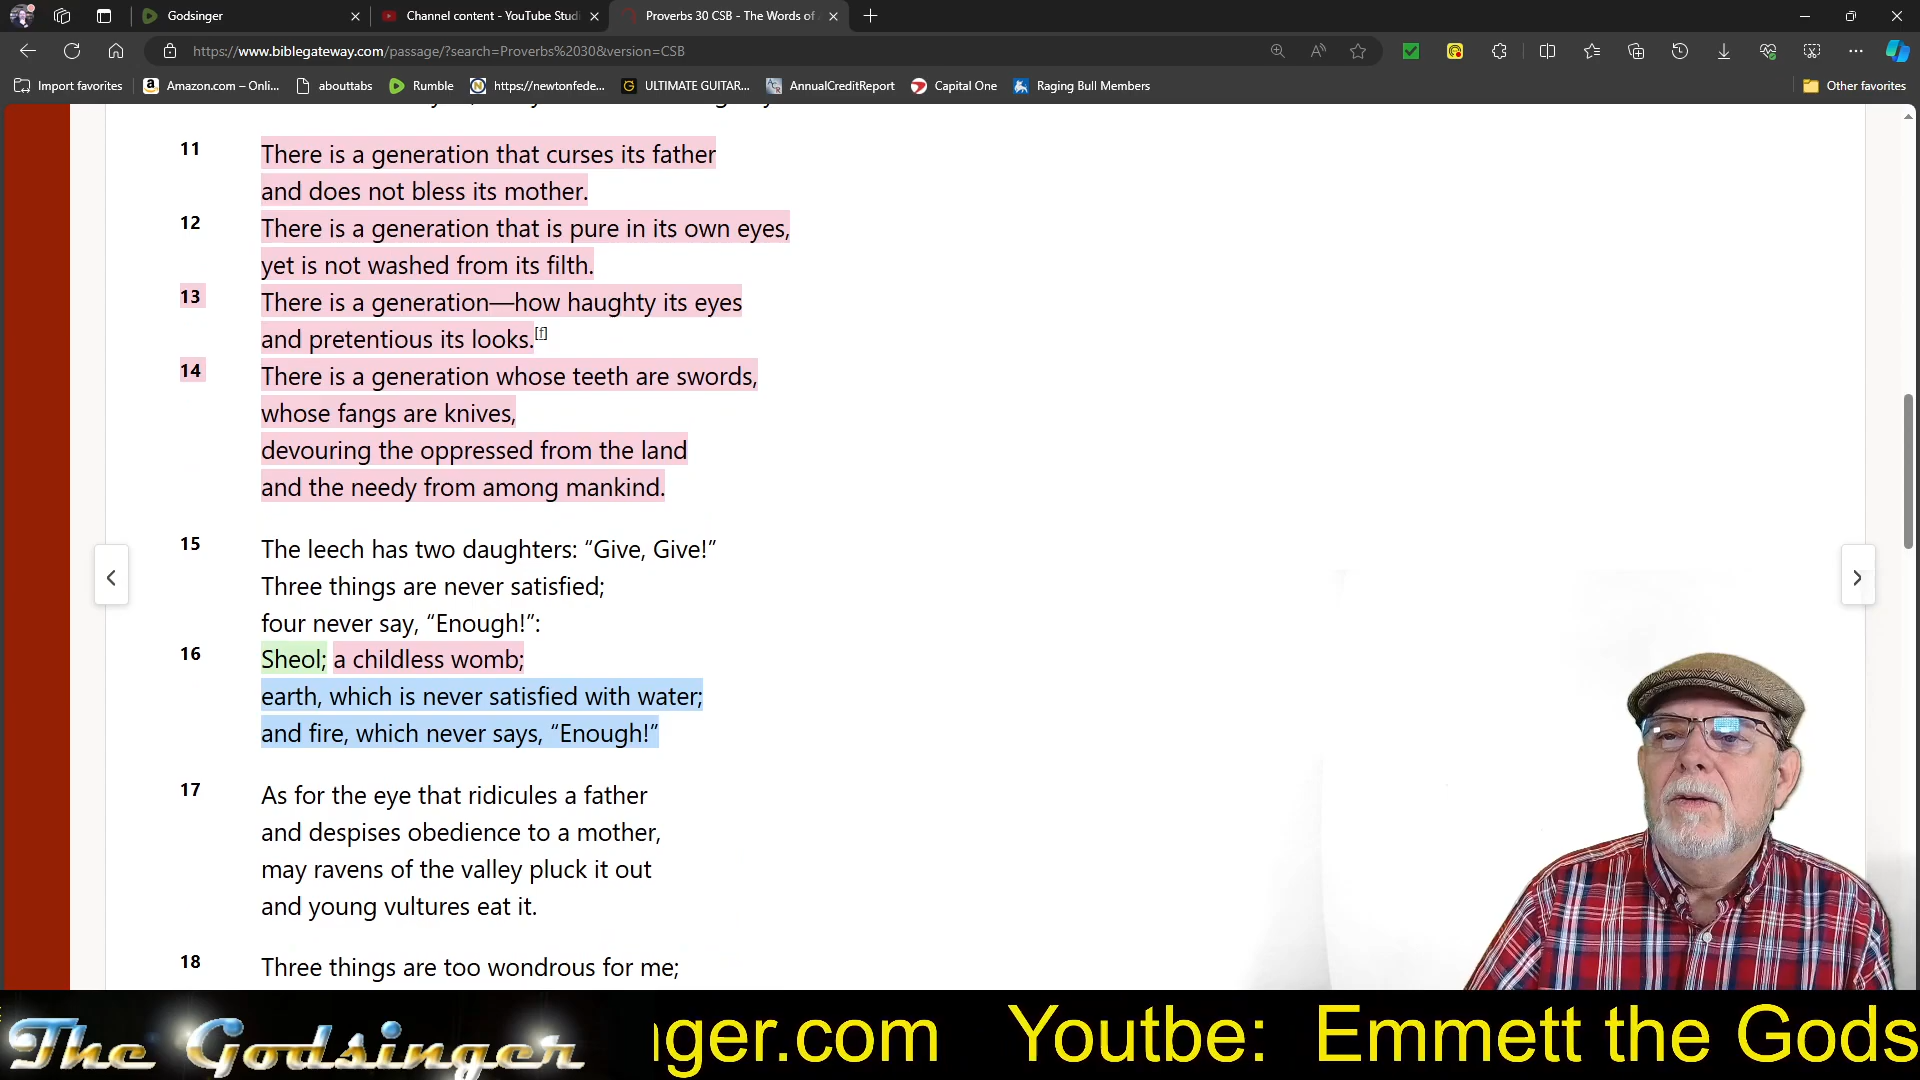 Godsinger
Channel content - YouTube Studi
Proverbs 30 CSB - The Words of
https://www.biblegateway.com/passage/?search=Proverbs%2030&version=CSB
Import favorites
Amazon.com – Onli...
abouttabs
Rumble
https://newtonfede...
ULTIMATE GUITAR...
AnnualCreditReport
Capital One
Raging Bull Members
Other favorites
11 There is a generation that curses its father
and does not bless its mother.
12 There is a generation that is pure in its own eyes,
yet is not washed from its filth.
13 There is a generation—how haughty its eyes
and pretentious its looks.[f]
14 There is a generation whose teeth are swords,
whose fangs are knives,
devouring the oppressed from the land
and the needy from among mankind.
15 The leech has two daughters: “Give, Give!”
Three things are never satisfied;
four never say, “Enough!”:
16 Sheol; a childless womb;
earth, which is never satisfied with water;
and fire, which never says, “Enough!”
17 As for the eye that ridicules a father
and despises obedience to a mother,
may ravens of the valley pluck it out
and young vultures eat it.
18 Three things are too wondrous for me;
The Godsinger
nger.com Youtbe: Emmett the Gods